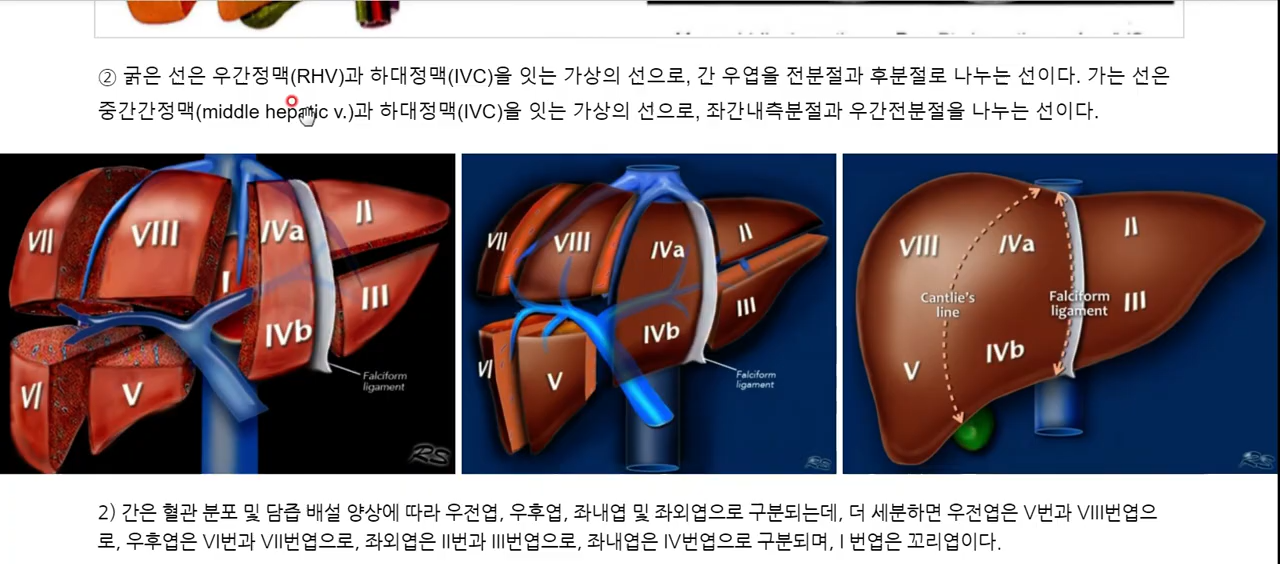 ② 굵은 선은 우간정맥(RHV)과 하대정맥(IVC)을 잇는 가상의 선으로, 간 우엽을 전분절과 후분절로 나누는 선이다. 가는 선은
중간간정맥(middle hepatic v.)과 하대정맥(IVC)을 잇는 가상의 선으로, 좌간내측분절과 우간전분절을 나누는 선이다.
VII
VIII
I
IVa
II
III
IVb
VI
V
Falciform
ligament
RS
VII
VIII
IVa
II
III
IVb
VI
V
Falciform
ligament
RS
VIII
IVa
II
Cantlie's
line
Falciform
ligament
III
V
IVb
RS
2) 간은 혈관 분포 및 담즙 배설 양상에 따라 우전엽, 우후엽, 좌내엽 및 좌외엽으로 구분되는데, 더 세분하면 우전엽은 V번과 VIII번엽으
로, 우후엽은 VI번과 VII번엽으로, 좌외엽은 II번과 III번엽으로, 좌내엽은 IV번엽으로 구분되며, I 번엽은 꼬리엽이다.